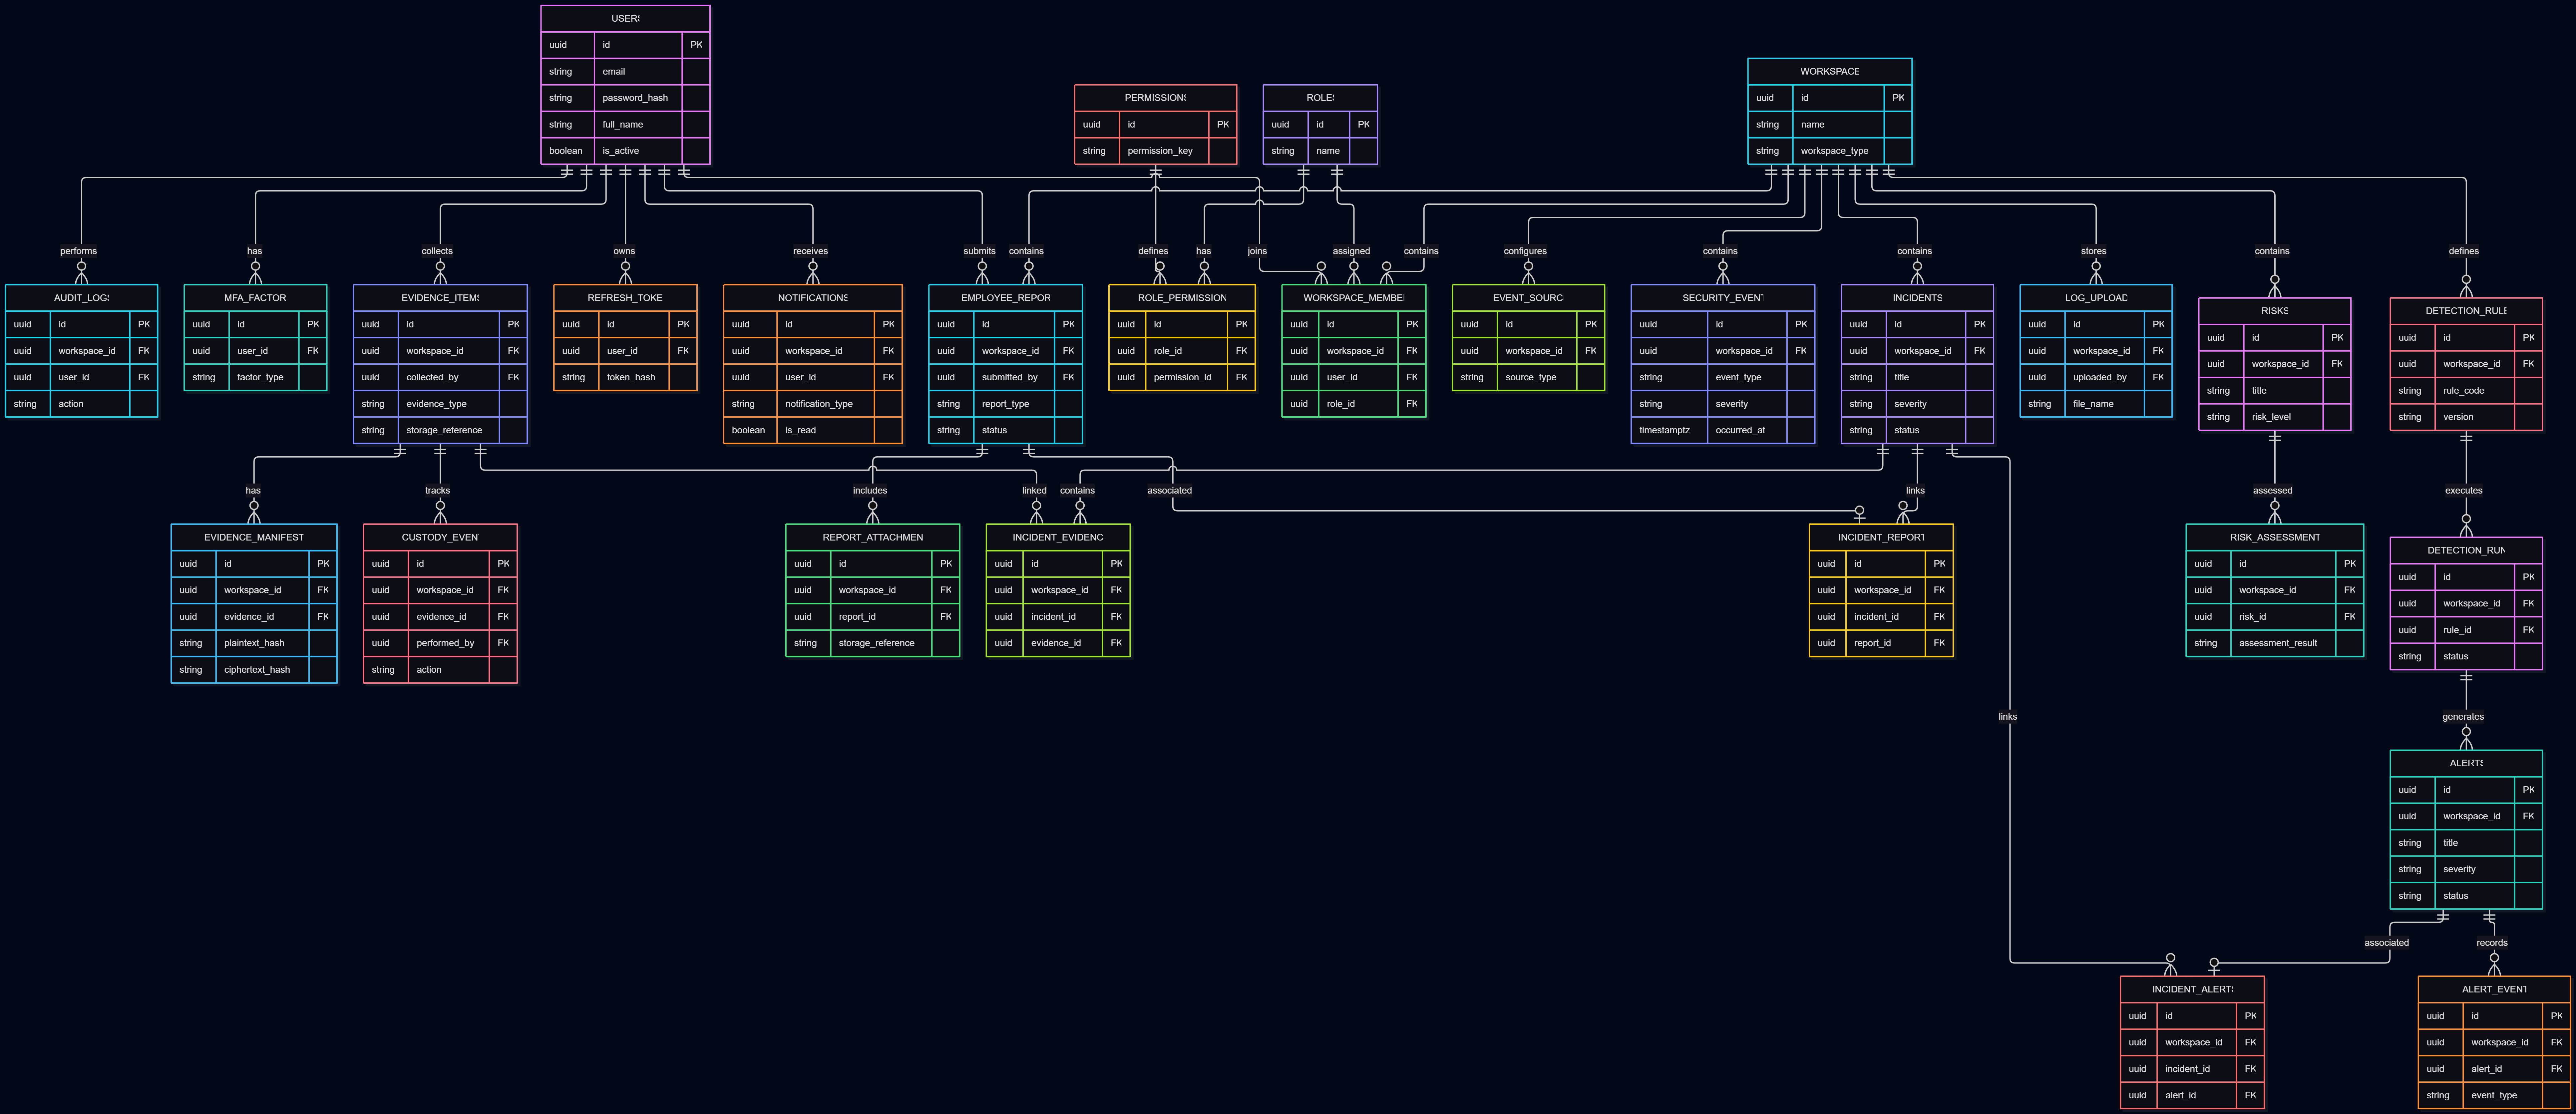 USERS
uuid id PK
string email
string password_hash
string full_name
boolean is_active
PERMISSIONS
uuid id PK
string permission_key
ROLES
uuid id PK
string name
WORKSPACE
uuid id PK
string name
string workspace_type
performs
has
collects
owns
receives
submits
contains
defines
has
joins
assigned
contains
configures
contains
contains
stores
contains
defines
AUDIT_LOGS
uuid id PK
uuid workspace_id FK
uuid user_id FK
string action
MFA_FACTOR
uuid id PK
uuid user_id FK
string factor_type
EVIDENCE_ITEMS
uuid id PK
uuid workspace_id FK
uuid collected_by FK
string evidence_type
string storage_reference
REFRESH_TOKE
uuid id PK
uuid user_id FK
string token_hash
NOTIFICATIONS
uuid id PK
uuid workspace_id FK
uuid user_id FK
string notification_type
boolean is_read
EMPLOYEE_REPOR
uuid id PK
uuid workspace_id FK
uuid submitted_by FK
string report_type
string status
ROLE_PERMISSION
uuid id PK
uuid role_id FK
uuid permission_id FK
WORKSPACE_MEMBE
uuid id PK
uuid workspace_id FK
uuid user_id FK
uuid role_id FK
EVENT_SOURC
uuid id PK
uuid workspace_id FK
string source_type
SECURITY_EVENT
uuid id PK
uuid workspace_id FK
string event_type
string severity
timestamptz occurred_at
INCIDENTS
uuid id PK
uuid workspace_id FK
string title
string severity
string status
LOG_UPLOAD
uuid id PK
uuid workspace_id FK
uuid uploaded_by FK
string file_name
RISKS
uuid id PK
uuid workspace_id FK
string title
string risk_level
DETECTION_RULE
uuid id PK
uuid workspace_id FK
string rule_code
string version
has
tracks
includes
linked
contains
associated
links
assessed
executes
EVIDENCE_MANIFEST
uuid id PK
uuid workspace_id FK
uuid evidence_id FK
string plaintext_hash
string ciphertext_hash
CUSTODY_EVEN
uuid id PK
uuid workspace_id FK
uuid evidence_id FK
uuid performed_by FK
string action
REPORT_ATTACHMEN
uuid id PK
uuid workspace_id FK
uuid report_id FK
string storage_reference
INCIDENT_EVIDENC
uuid id PK
uuid workspace_id FK
uuid incident_id FK
uuid evidence_id FK
INCIDENT_REPORT
uuid id PK
uuid workspace_id FK
uuid incident_id FK
uuid report_id FK
RISK_ASSESSMENT
uuid id PK
uuid workspace_id FK
uuid risk_id FK
string assessment_result
DETECTION_RUN
uuid id PK
uuid workspace_id FK
uuid rule_id FK
string status
links
generates
ALERTS
uuid id PK
uuid workspace_id FK
string title
string severity
string status
associated
records
INCIDENT_ALERTS
uuid id PK
uuid workspace_id FK
uuid incident_id FK
uuid alert_id FK
ALERT_EVENT
uuid id PK
uuid workspace_id FK
uuid alert_id FK
string event_type